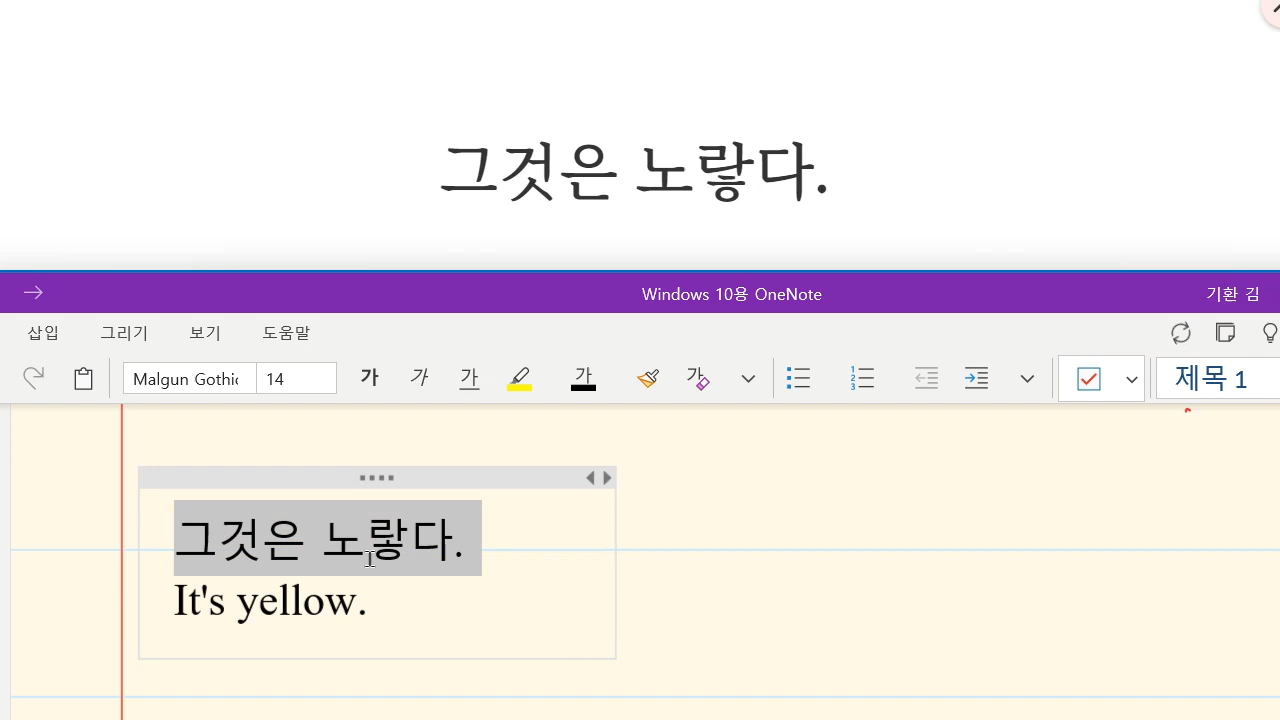 그것은 노랗다.
Windows 10용 OneNote
기환 김
삽입 그리기 보기 도움말
Malgun Gothic 14 가 가 가 가 가 제목 1
그것은 노랗다.
It's yellow.